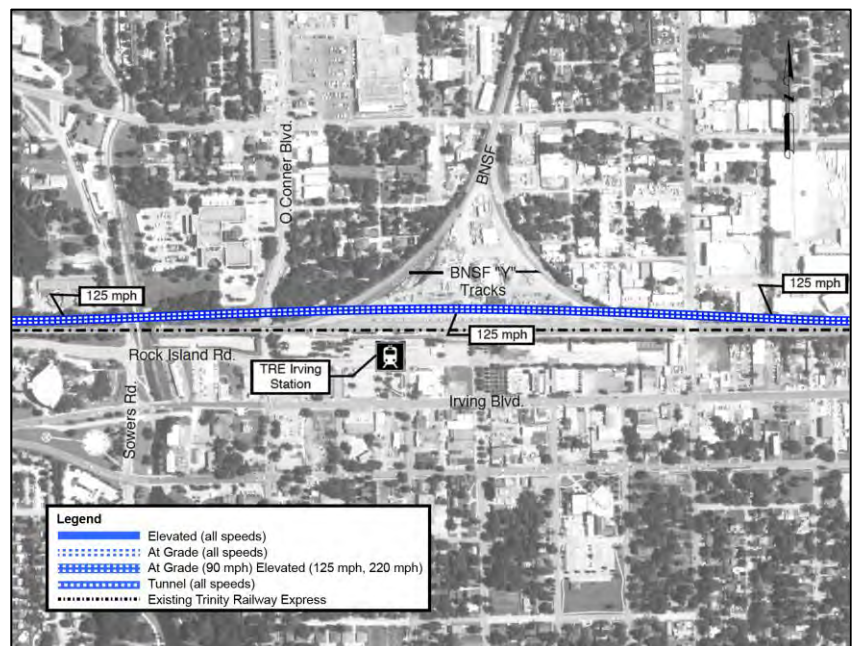 O.Conner Blvd.
BNSF
BNSF "Y"
Tracks
125 mph
125 mph
125 mph
Rock Island Rd.
TRE Irving
Station
Irving Blvd.
Sowers Rd.
Legend
Elevated (all speeds)
At Grade (all speeds)
At Grade (90 mph) Elevated (125 mph, 220 mph)
Tunnel (all speeds)
Existing Trinity Railway Express